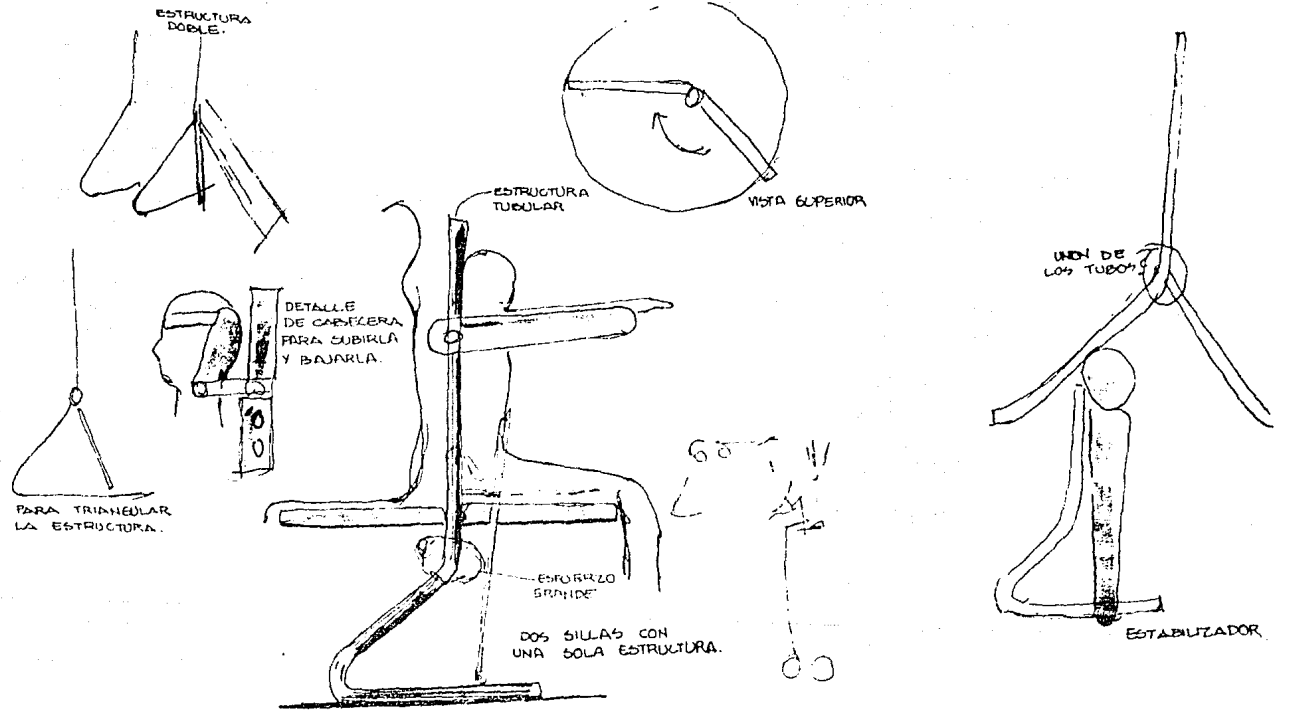 ESTRUCTURA
DOBLE.
ESTRUCTURA
TUBULAR
VISTA SUPERIOR
UNION DE
LOS TUBOS
DETALLE
DE CABECERA
PARA SUBIRLA
Y BAJARLA.
PARA TRIANGULAR
LA ESTRUCTURA.
ESFUERZO
GRANDE
DOS SILLAS CON
UNA SOLA ESTRUCTURA.
ESTABILIZADOR